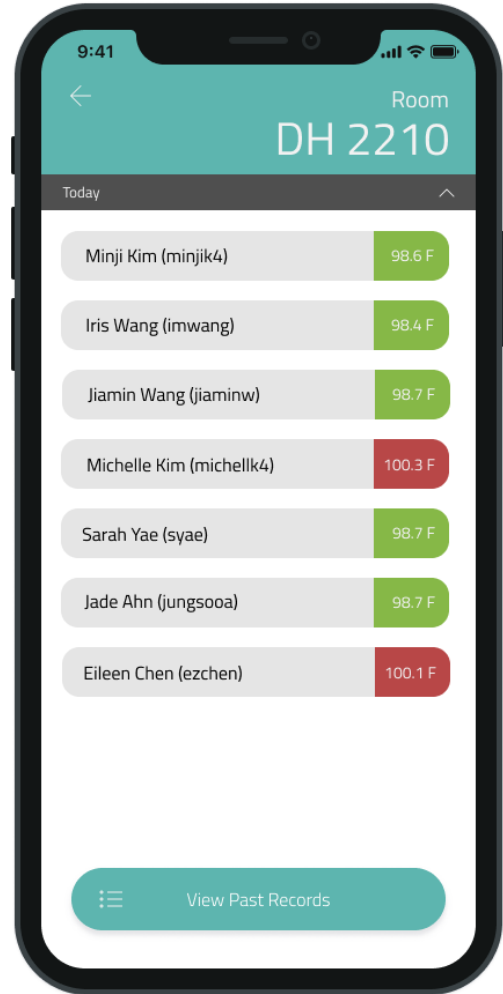 9:41
Room
DH 2210
Today
Minji Kim (minjik4) 98.6 F
Iris Wang (imwang) 98.4 F
Jiamin Wang (jiaminw) 98.7 F
Michelle Kim (michellk4) 100.3 F
Sarah Yae (syae) 98.7 F
Jade Ahn (jungsooa) 98.7 F
Eileen Chen (ezchen) 100.1 F
View Past Records